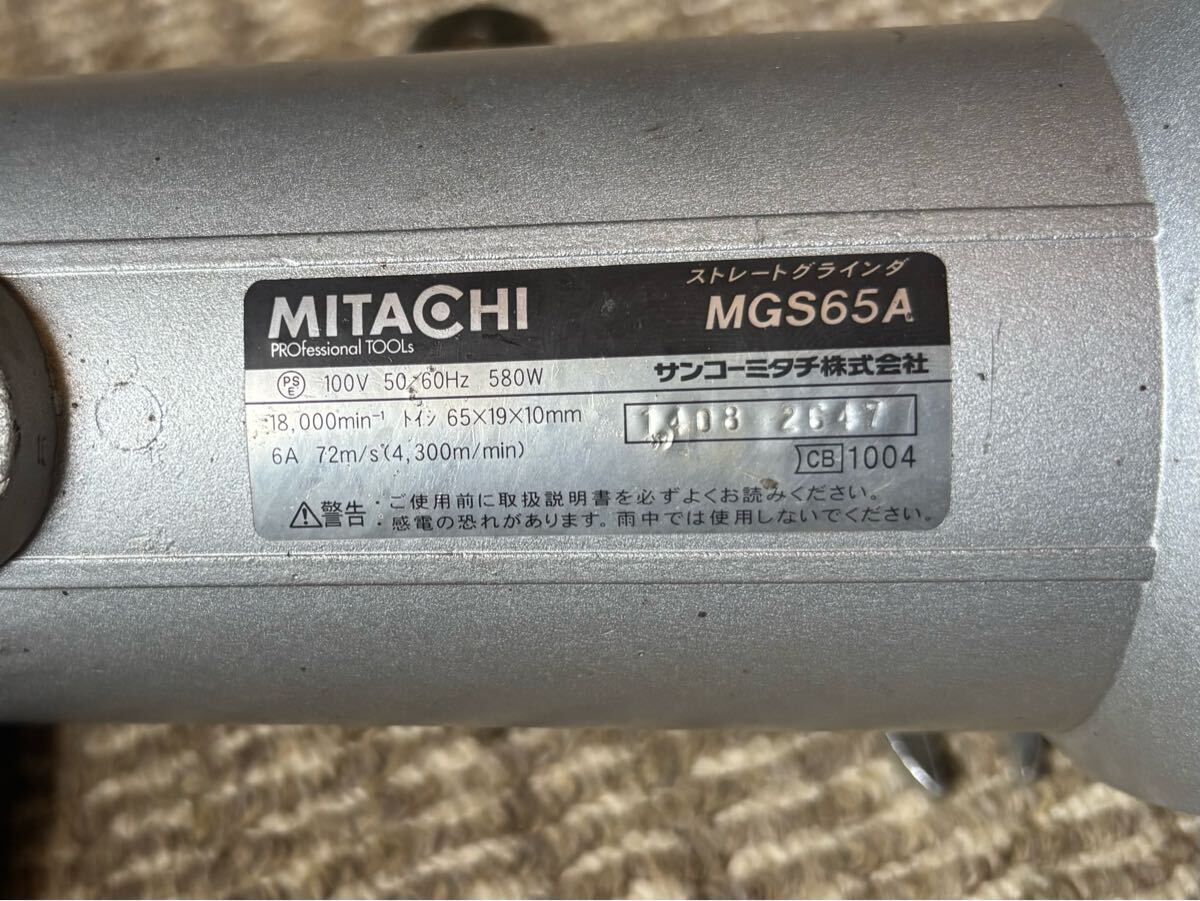 MITACHI
PROfessional TOOLs
ストレートグラインダ
MGS65A
PSE 100V 50/60Hz 580W
サンコーミタチ株式会社
18,000min⁻¹ トイシ 65×19×10mm
1408 2647
6A 72m/s(4,300m/min)
CB 1004
⚠警告・ご使用前に取扱説明書を必ずよくお読みください。
・感電の恐れがあります。雨中では使用しないでください。